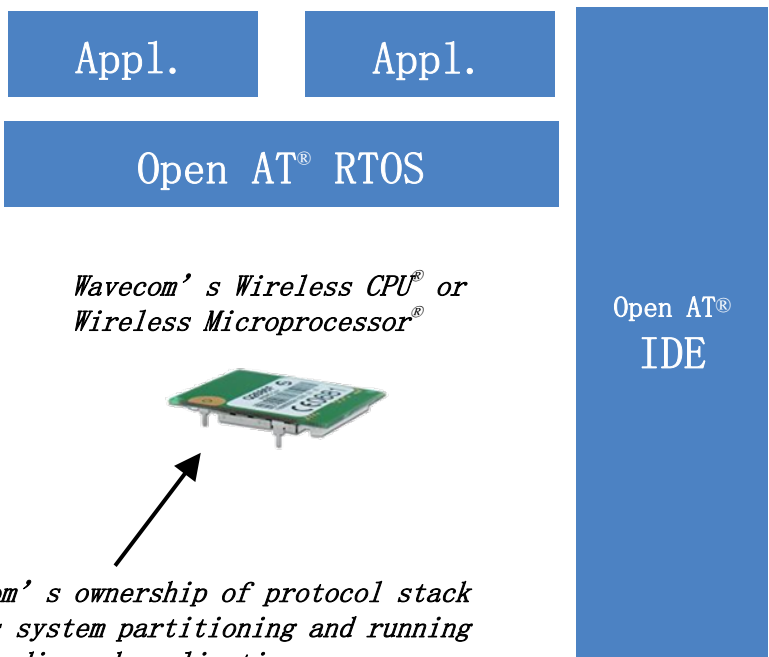 Appl.
Appl.
Open AT® RTOS
Wavecom’s Wireless CPU® or
Wireless Microprocessor®
Open AT®
IDE
’s ownership of protocol stack
system partitioning and running